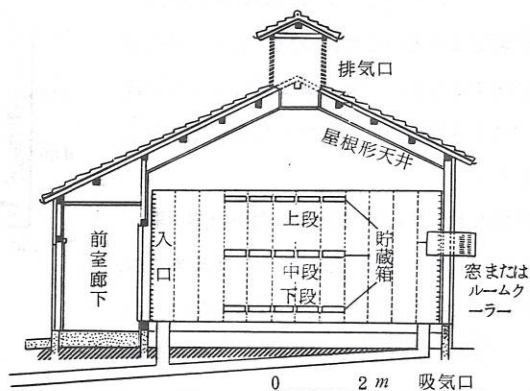 排気口
屋根形天井
前室廊下
入口
上段
中段
下段
貯蔵箱
窓または
ルームク
ーラー
0 2 m
吸気口